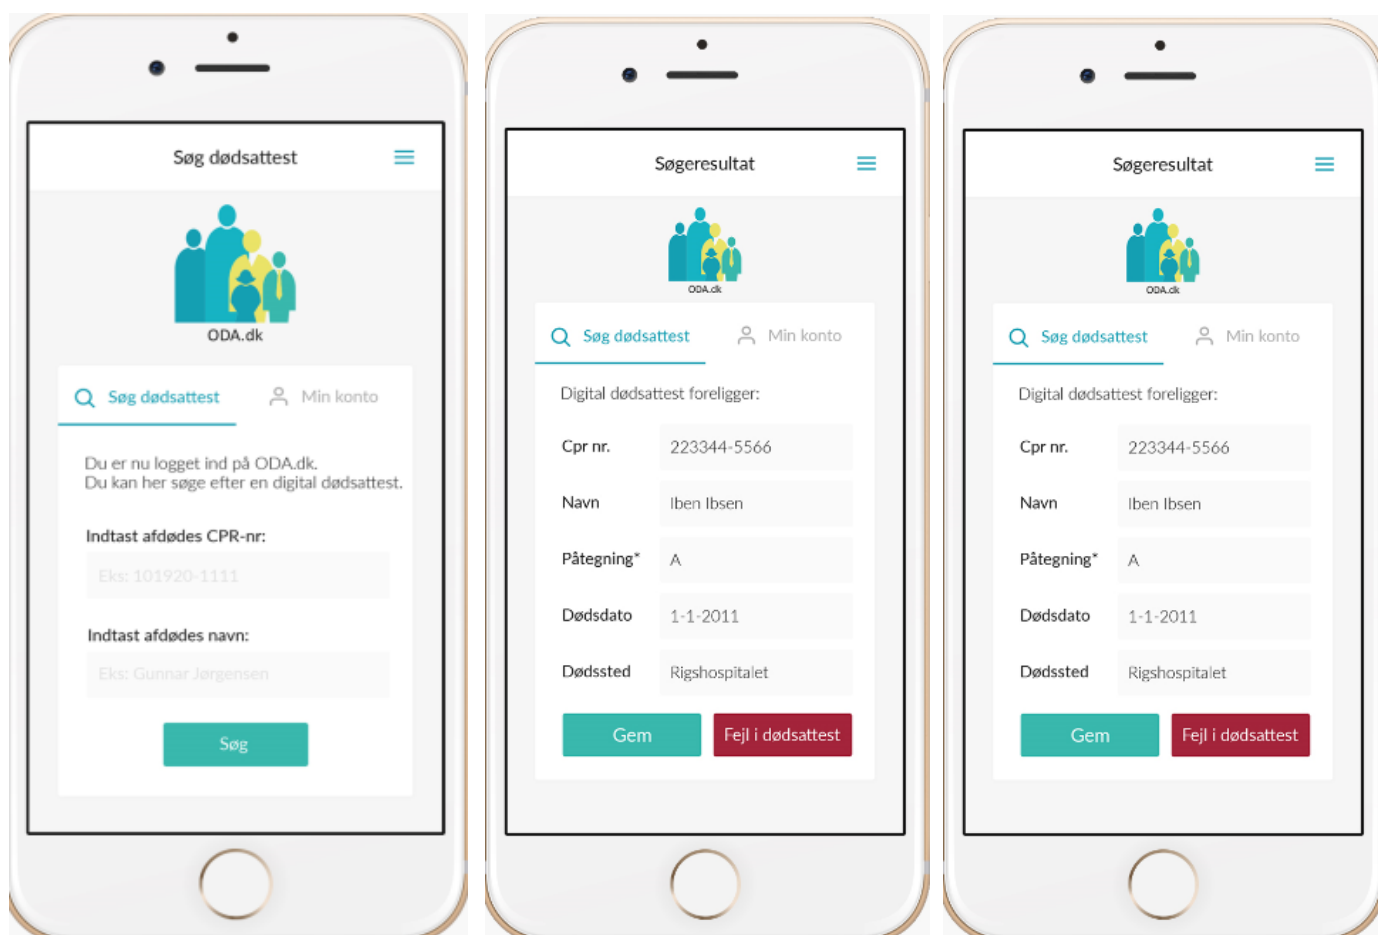 Søg dødsattest
ODA.dk
Søg dødsattest
Min konto
Du er nu logget ind på ODA.dk.
Du kan her søge efter en digital dødsattest.
Indtast afdødes CPR-nr:
Eks: 101920-1111
Indtast afdødes navn:
Eks: Gunnar Jørgensen
Søg
Søgeresultat
ODA.dk
Søg dødsattest
Min konto
Digital dødsattest foreligger:
Cpr nr. 223344-5566
Navn Iben Ibsen
Påtegning* A
Dødsdato 1-1-2011
Dødssted Rigshospitalet
Gem
Fejl i dødsattest
Søgeresultat
ODA.dk
Søg dødsattest
Min konto
Digital dødsattest foreligger:
Cpr nr. 223344-5566
Navn Iben Ibsen
Påtegning* A
Dødsdato 1-1-2011
Dødssted Rigshospitalet
Gem
Fejl i dødsattest